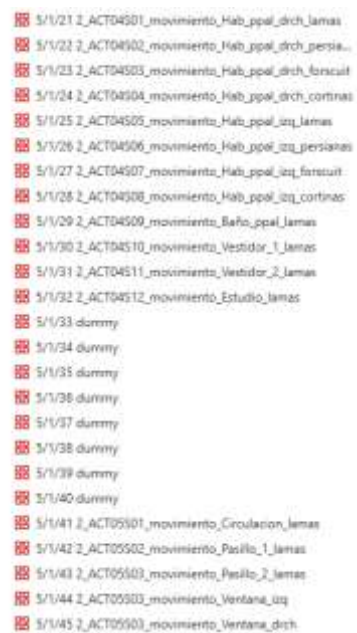 5/1/21 2_ACT04S01_movimiento_Hab_ppal_drch_lamas
5/1/22 2_ACT04S02_movimiento_Hab_ppal_drch_persia...
5/1/23 2_ACT04S03_movimiento_Hab_ppal_drch_forscuit
5/1/24 2_ACT04S04_movimiento_Hab_ppal_drch_cortinas
5/1/25 2_ACT04S05_movimiento_Hab_ppal_izq_lamas
5/1/26 2_ACT04S06_movimiento_Hab_ppal_izq_persianas
5/1/27 2_ACT04S07_movimiento_Hab_ppal_izq_forscuit
5/1/28 2_ACT04S08_movimiento_Hab_ppal_izq_cortinas
5/1/29 2_ACT04S09_movimiento_Baño_ppal_lamas
5/1/30 2_ACT04S10_movimiento_Vestidor_1_lamas
5/1/31 2_ACT04S11_movimiento_Vestidor_2_lamas
5/1/32 2_ACT04S12_movimiento_Estudio_lamas
5/1/33 dummy
5/1/34 dummy
5/1/35 dummy
5/1/36 dummy
5/1/37 dummy
5/1/38 dummy
5/1/39 dummy
5/1/40 dummy
5/1/41 2_ACT05S01_movimiento_Circulacion_lamas
5/1/42 2_ACT05S02_movimiento_Pasillo_1_lamas
5/1/43 2_ACT05S03_movimiento_Pasillo_2_lamas
5/1/44 2_ACT05S03_movimiento_Ventana_izq
5/1/45 2_ACT05S03_movimiento_Ventana_drch